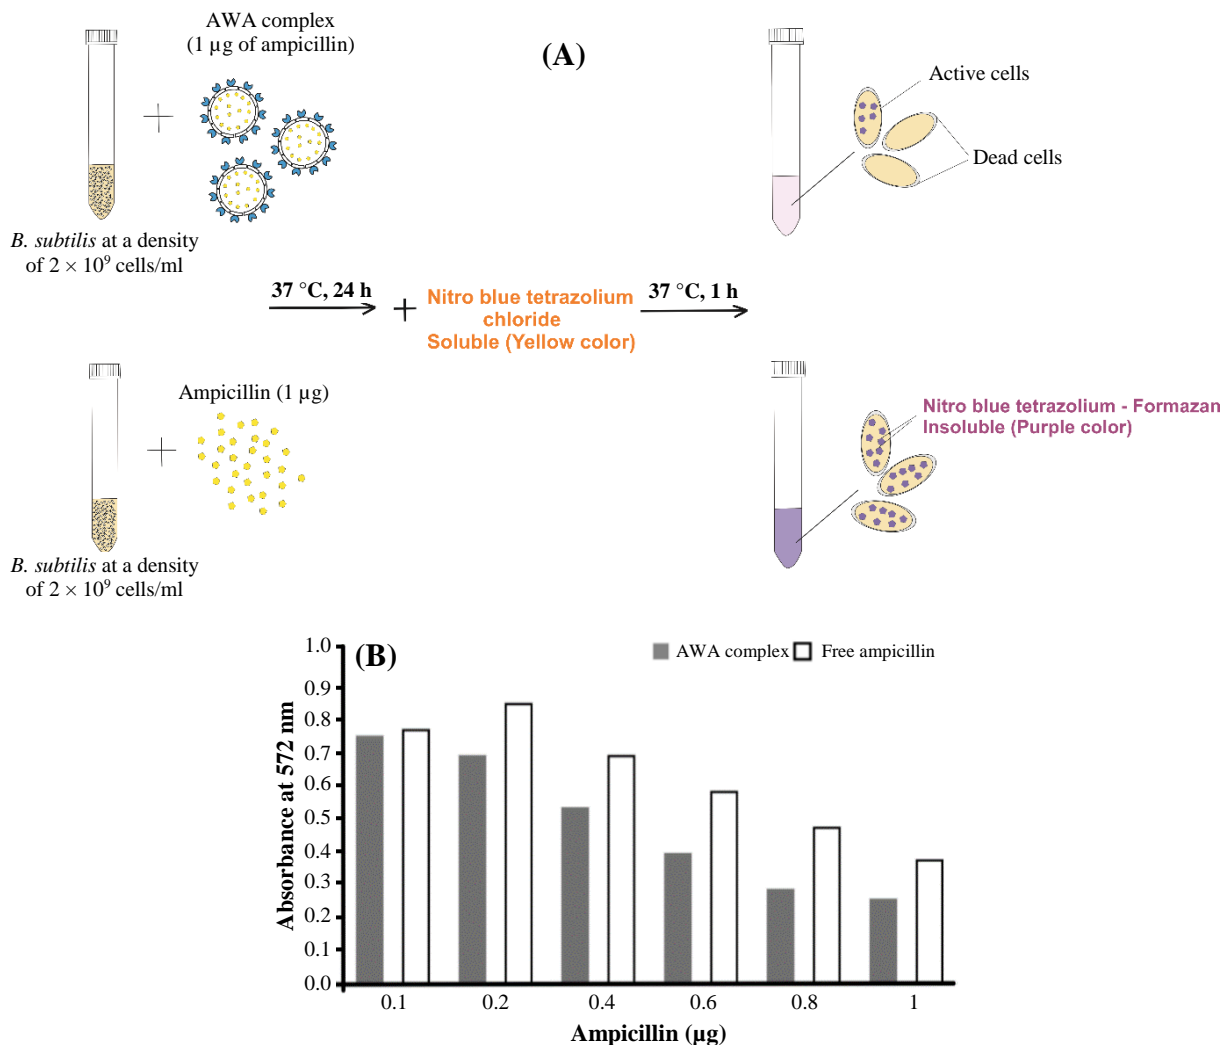 AWA complex
(1 µg of ampicillin)
(A)
Active cells
Dead cells
B. subtilis at a density
of 2 × 10⁹ cells/ml
37 °C, 24 h
Nitro blue tetrazolium
chloride
Soluble (Yellow color)
37 °C, 1 h
Ampicillin (1 µg)
Nitro blue tetrazolium - Formazan
Insoluble (Purple color)
B. subtilis at a density
of 2 × 10⁹ cells/ml
(B)
AWA complex
Free ampicillin
Absorbance at 572 nm
1.0
0.9
0.8
0.7
0.6
0.5
0.4
0.3
0.2
0.1
0.0
0.1 0.2 0.4 0.6 0.8 1
Ampicillin (µg)